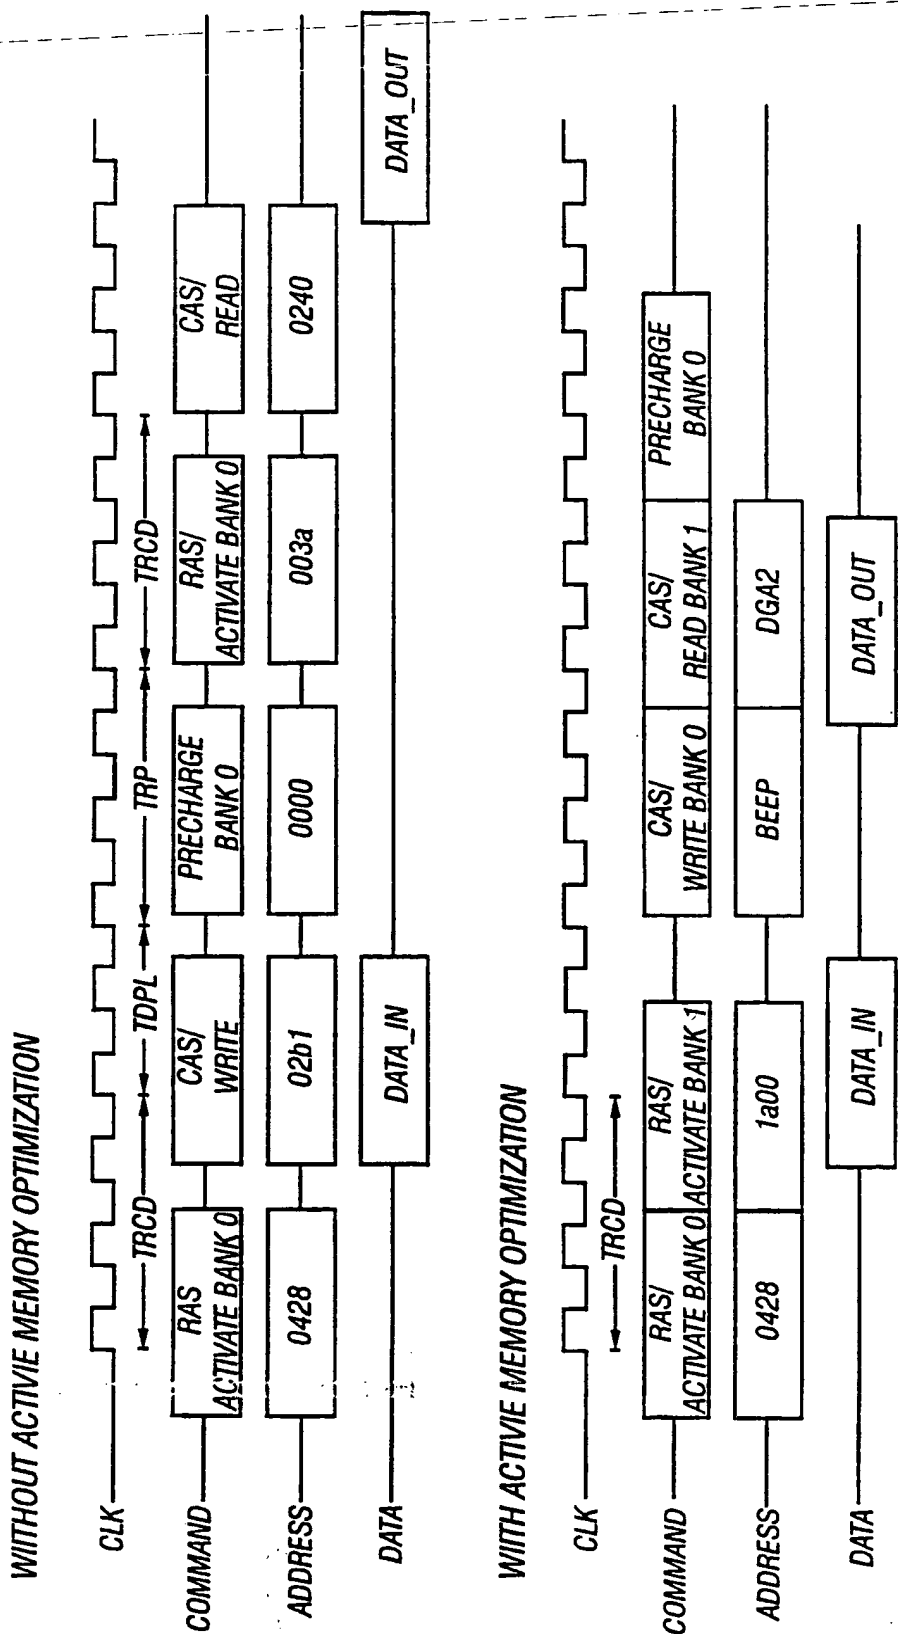 WIITHOUT ACTIVIE MEMORY OPTIMIZATION
CLK
TRCD TDPL TRP TRCD
COMMAND
RAS
ACTIVATE BANK 0
CAS/
WRITE
PRECHARGE
BANK 0
RAS/
ACTIVATE BANK 0
CAS/
READ
ADDRESS
0428
02b1
0000
003a
0240
DATA
DATA_IN
DATA_OUT
WIITH ACTIVIE MEMORY OPTIMIZATION
CLK
TRCD
COMMAND
RAS/
ACTIVATE BANK 0
RAS/
ACTIVATE BANK 1
CAS/
WRITE BANK 0
CAS/
READ BANK 1
PRECHARGE
BANK 0
ADDRESS
0428
1a00
BEEP
DGA2
DATA
DATA_IN
DATA_OUT